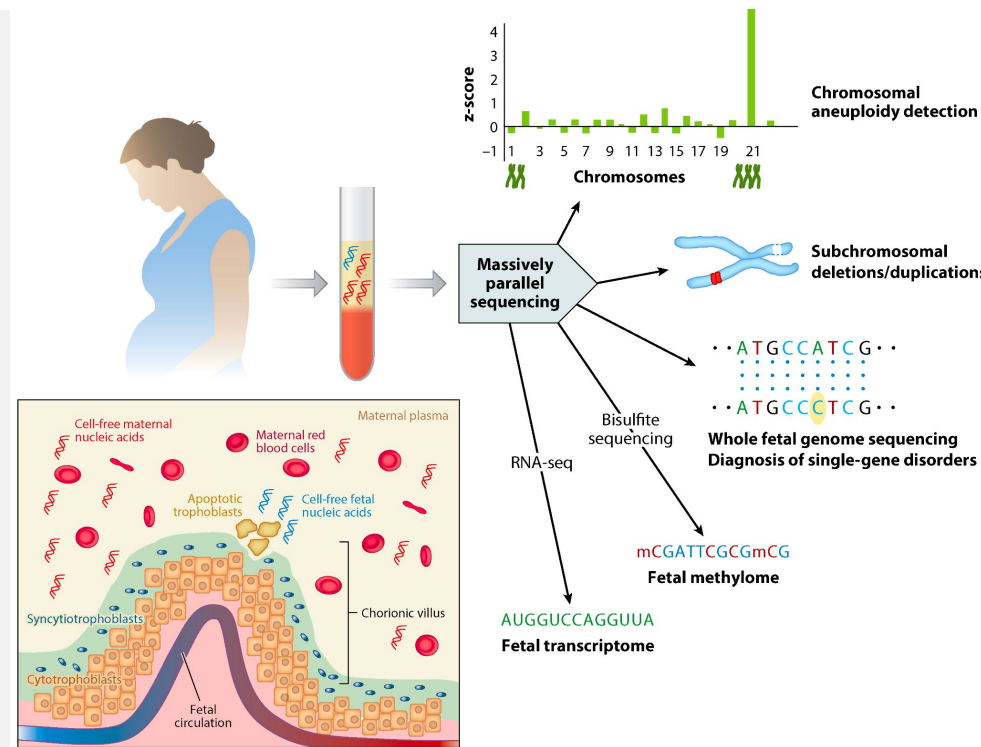 4
3
2
1
0
−1
z-score
1 3 5 7 9 11 13 15 17 19 21
Chromosomes
Chromosomal
aneuploidy detection
Massively
parallel
sequencing
Subchromosomal
deletions/duplications
··ATGCCATCG··
··ATGCCCTCG··
Whole fetal genome sequencing
Diagnosis of single-gene disorders
Bisulfite
sequencing
RNA-seq
mCGATTCGCGmCG
Fetal methylome
AUGGUCCAGGUUA
Fetal transcriptome
Maternal plasma
Cell-free maternal
nucleic acids
Maternal red
blood cells
Apoptotic
trophoblasts
Cell-free fetal
nucleic acids
Chorionic villus
Syncytiotrophoblasts
Cytotrophoblasts
Fetal
circulation